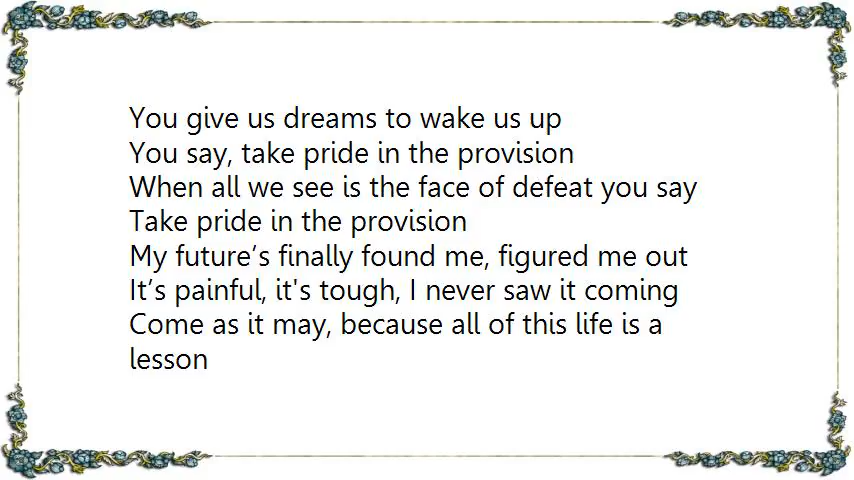 You give us dreams to wake us up
You say, take pride in the provision
When all we see is the face of defeat you say
Take pride in the provision
My future’s finally found me, figured me out
It’s painful, it's tough, I never saw it coming
Come as it may, because all of this life is a
lesson